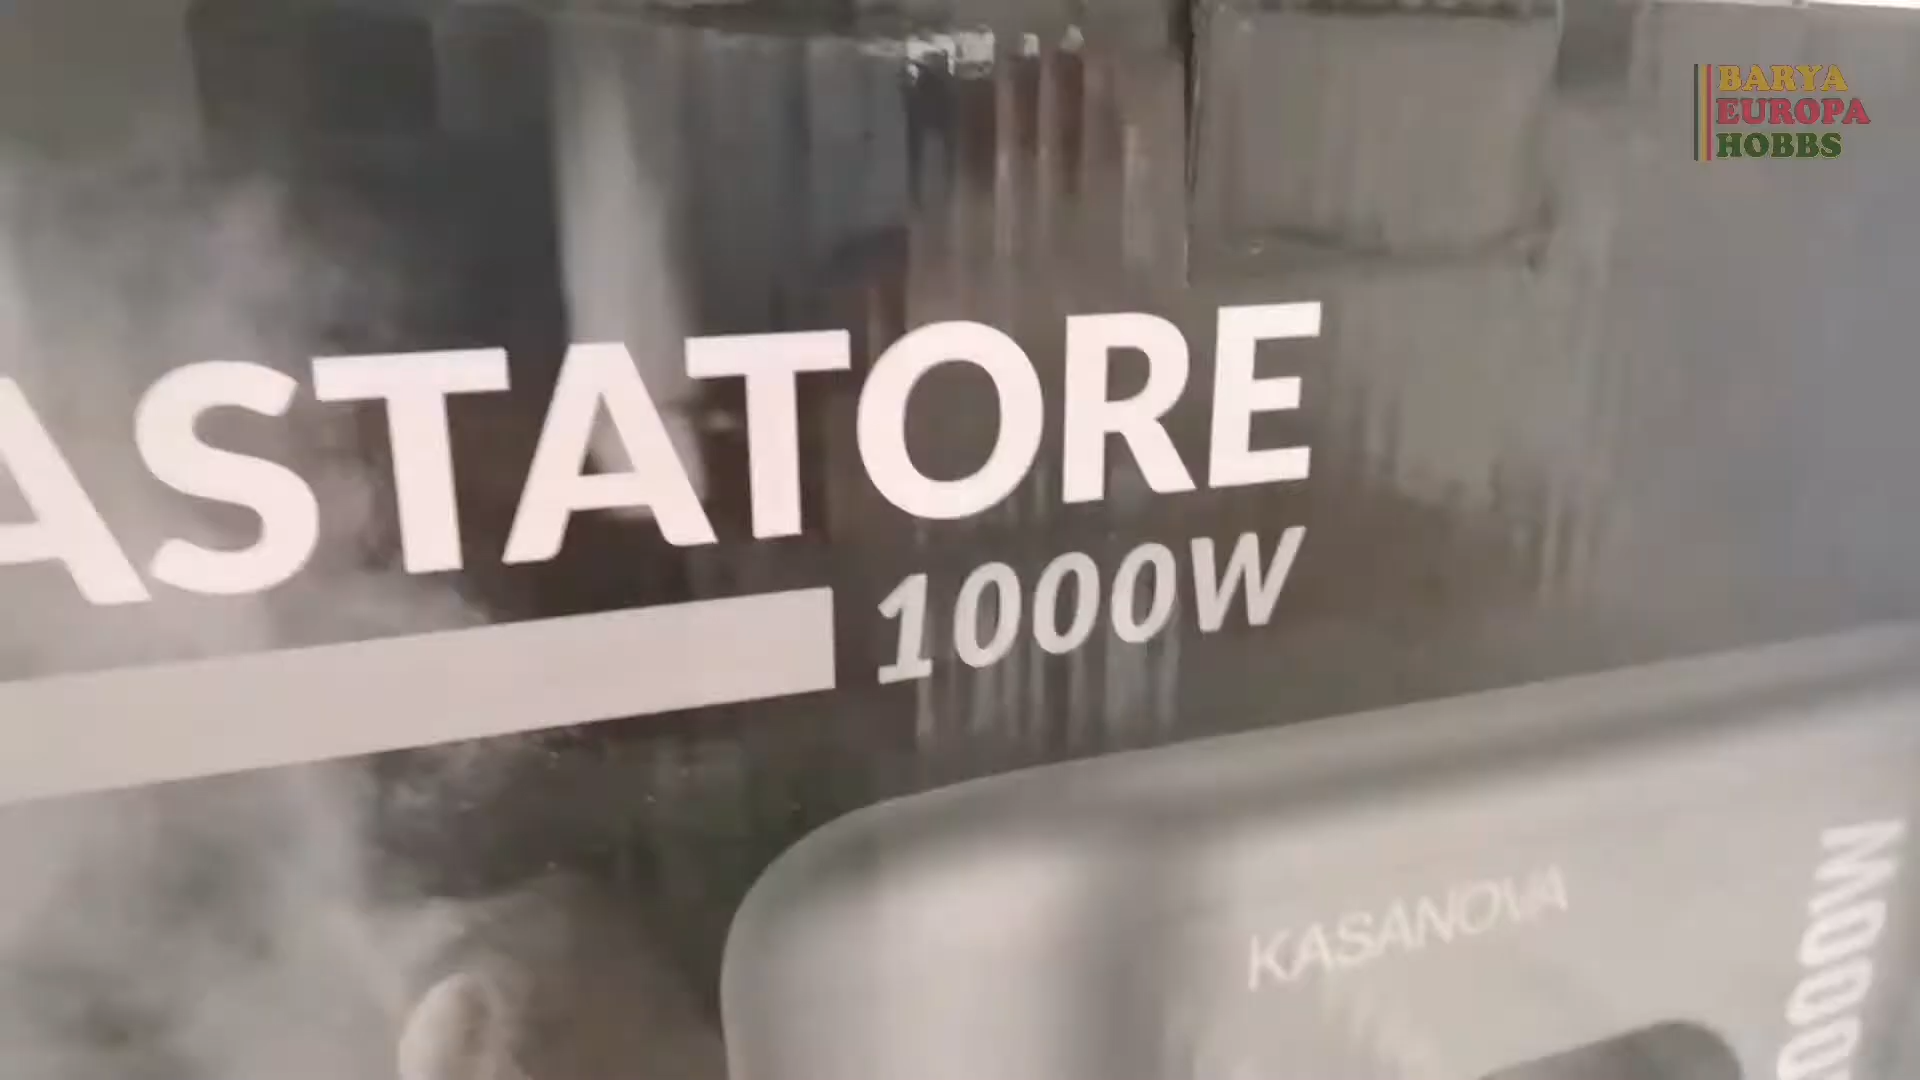 BARYA
EUROPA
HOBBS
ASTATORE
1000W
KASANOVA